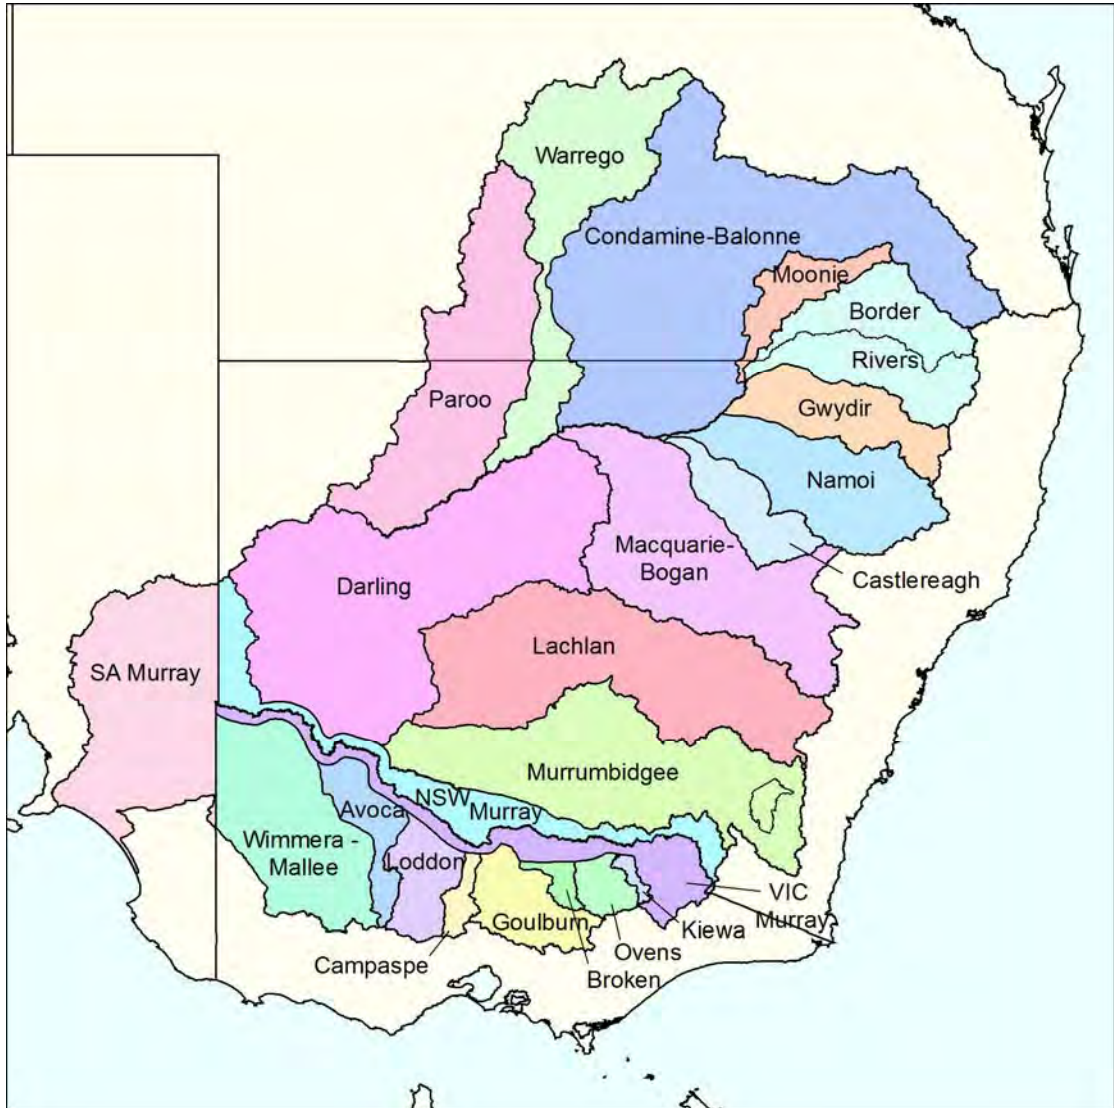 Warrego
Condamine-Balonne
Moonie
Border
Rivers
Paroo
Gwydir
Namoi
Macquarie-
Bogan
Castlereagh
Darling
Lachlan
SA Murray
Murrumbidgee
NSW
Murray
Avoca
Wimmera -
Mallee
Loddon
VIC
Murray
Goulburn
Kiewa
Ovens
Campaspe
Broken